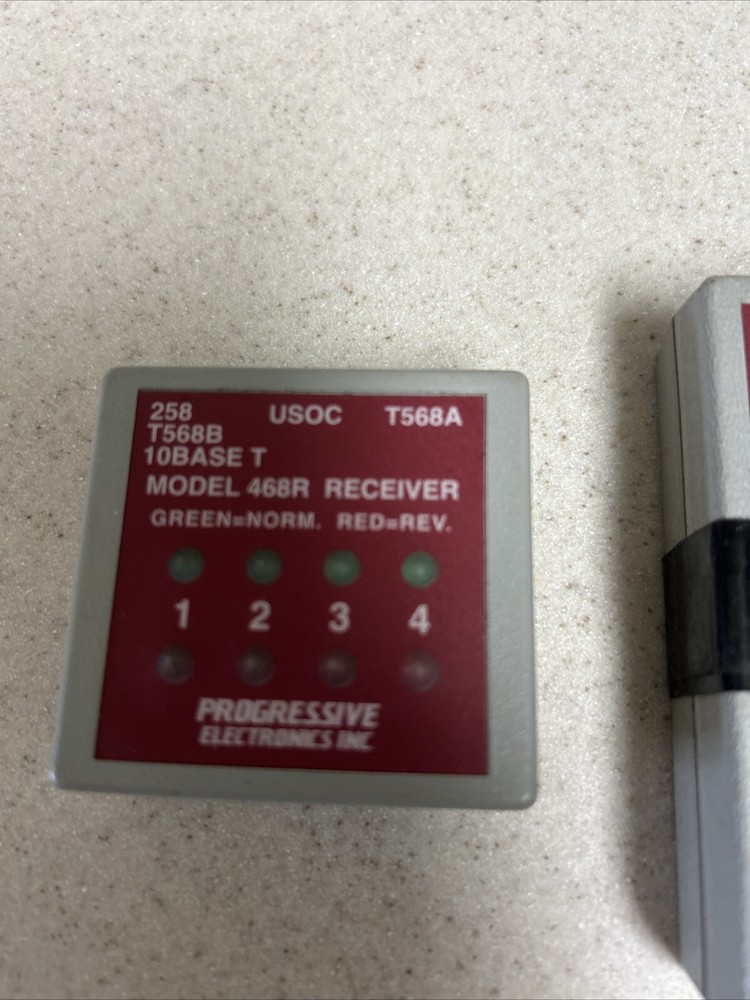 258 USOC T568A
T568B
10BASE T
MODEL 468R RECEIVER
GREEN=NORM. RED=REV.
1 2 3 4
PROGRESSIVE
ELECTRONICS INC.